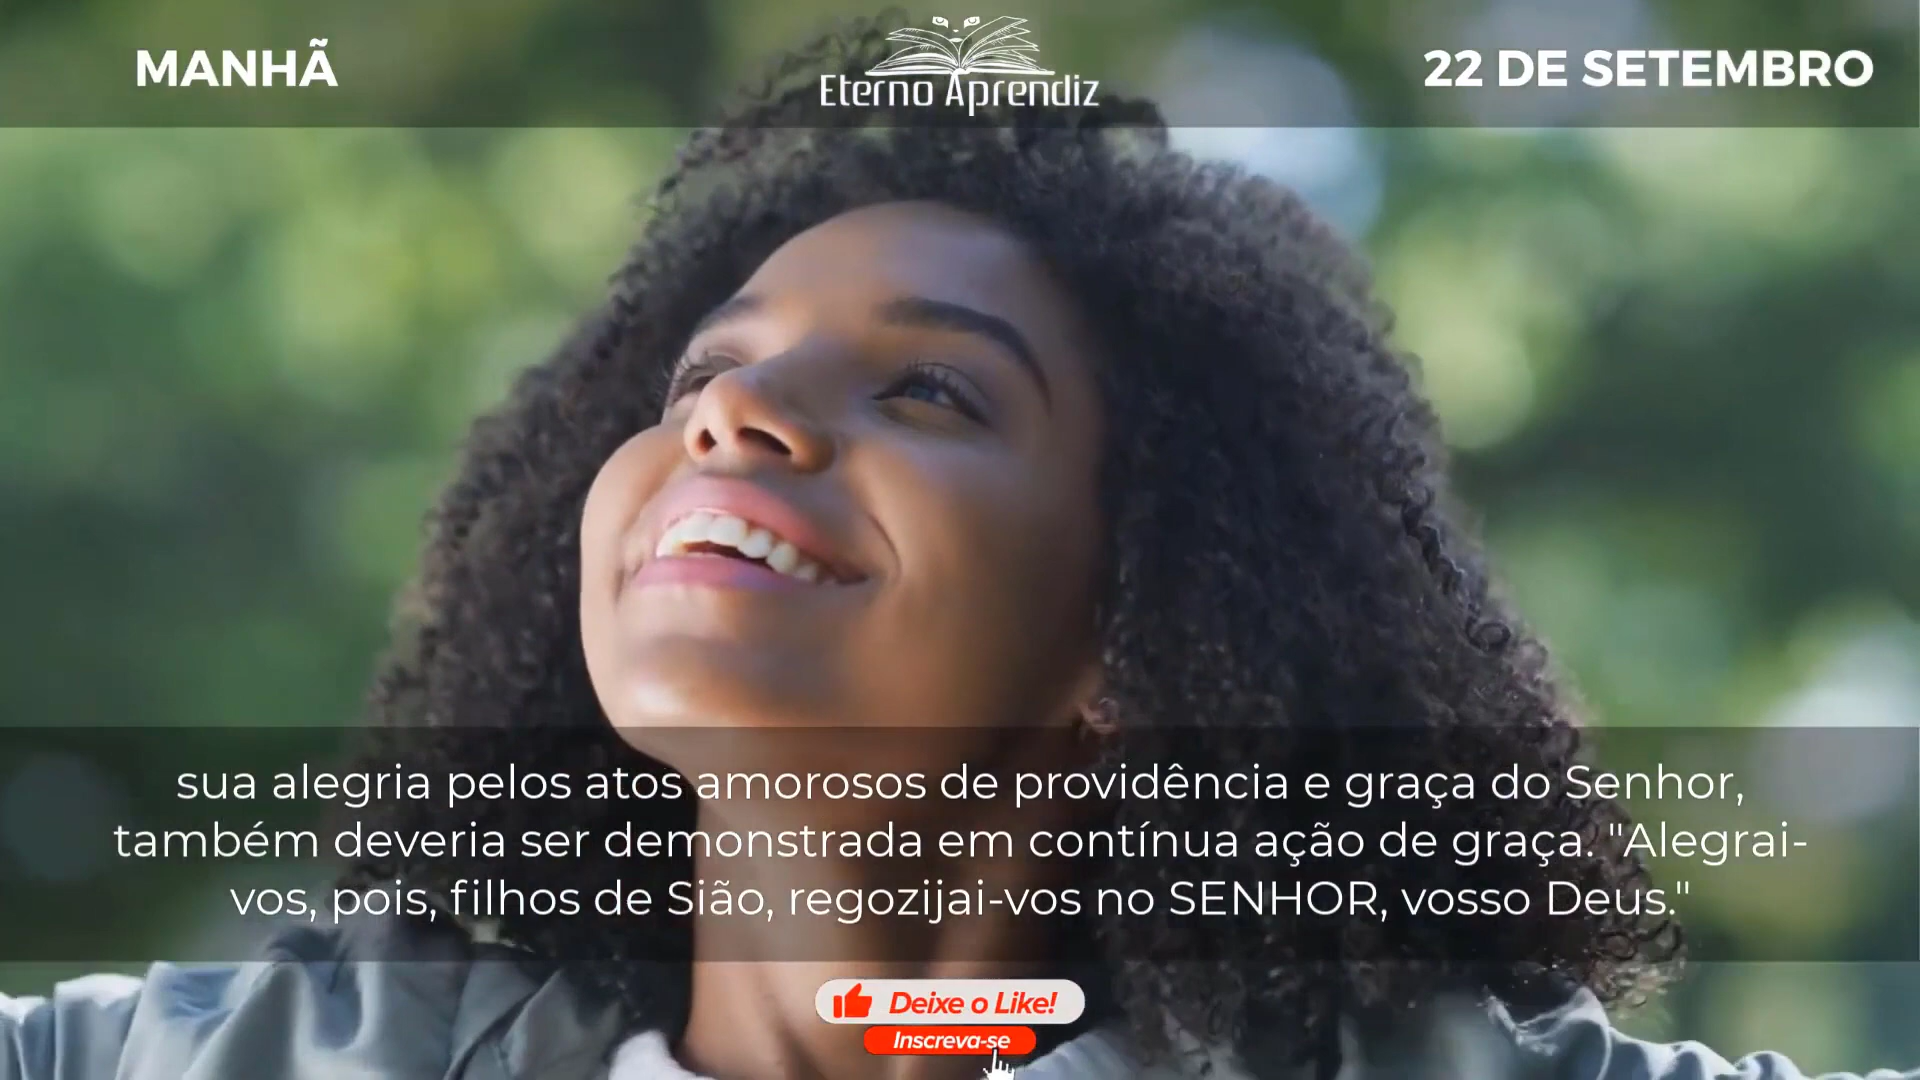 MANHÃ
Eterno Aprendiz
22 DE SETEMBRO
sua alegria pelos atos amorosos de providência e graça do Senhor,
também deveria ser demonstrada em contínua ação de graça. "Alegrai-
vos, pois, filhos de Sião, regozijai-vos no SENHOR, vosso Deus."
Deixe o Like!
Inscreva-se